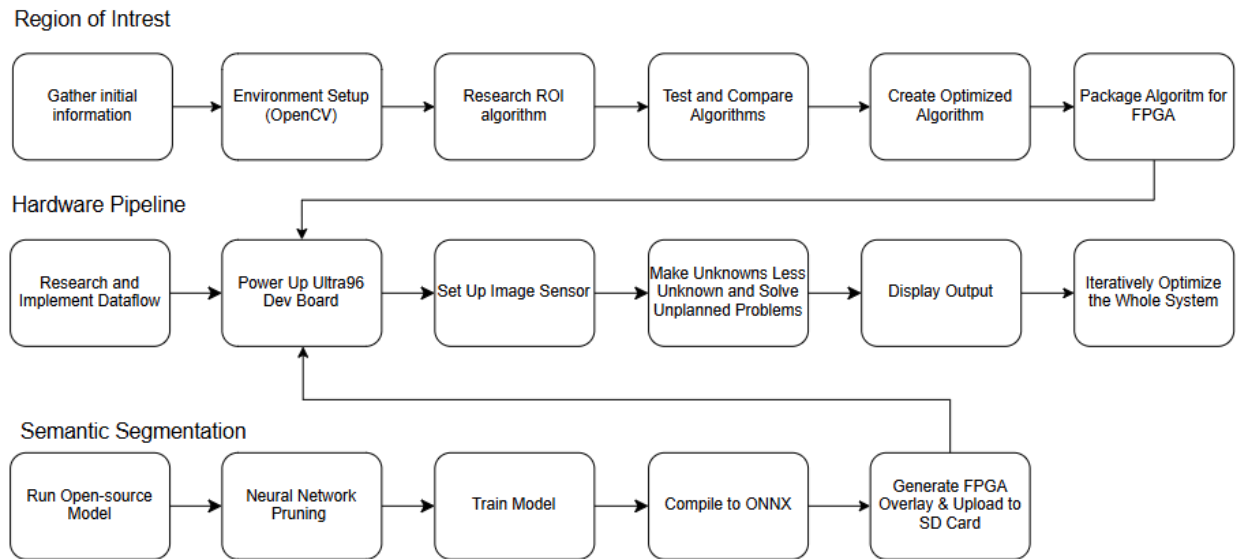 Region of Intrest
Gather initial
information
Environment Setup
(OpenCV)
Research ROI
algorithm
Test and Compare
Algorithms
Create Optimized
Algorithm
Package Algoritm for
FPGA
Hardware Pipeline
Research and
Implement Dataflow
Power Up Ultra96
Dev Board
Set Up Image Sensor
Make Unknowns Less
Unknown and Solve
Unplanned Problems
Display Output
Iteratively Optimize
the Whole System
Semantic Segmentation
Run Open-source
Model
Neural Network
Pruning
Train Model
Compile to ONNX
Generate FPGA
Overlay & Upload to
SD Card